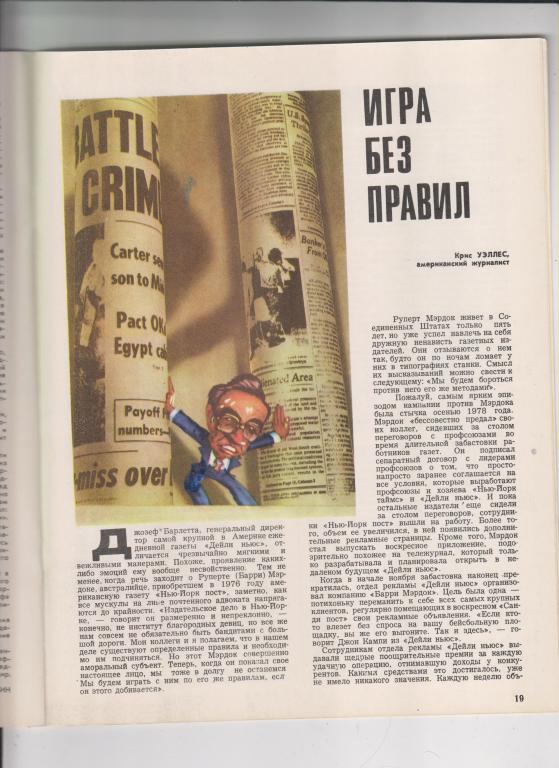 ИГРА
БЕЗ
ПРАВИЛ
Крис УЭЛЛЕС,
американский журналист
BATTLE
CRIM
Carter se
son to M
Pact OK
Egypt ca
Payoff
numbers—
miss over
Джозеф Барлетта, генеральный дирек-
тор самой крупной в Америке еже-
дневной газеты «Дейли ньюс», от-
личается чрезвычайно мягкими и
вежливыми манерами. Похоже, проявление каких-
либо эмоций ему вообще несвойственно. Тем не
менее, когда речь заходит о Руперте (Барри) Мэр-
доке, австралийце, приобретшем в 1976 году аме-
риканскую газету «Нью-Йорк пост», заметно, как
все мускулы на лице почтенного адвоката напряга-
ются до крайности. «Издательское дело в Нью-Йор-
ке, — говорит он размеренно и непреклонно, —
конечно, не институт благородных девиц, но все же
нам совсем не обязательно быть бандитами с боль-
шой дороги. Мои коллеги и я полагаем, что в нашем
деле существуют определенные правила и необходи-
мо им подчиняться. Но этот Мэрдок совершенно
аморальный субъект. Теперь, когда он показал свое
настоящее лицо, мы тоже в долгу не останемся
Мы будем играть с ним по его же правилам, есл
он этого добивается».
Руперт Мэрдок живет в Со-
единенных Штатах только пять
лет, но уже успел навлечь на себя
дружную ненависть газетных из-
дателей. Они отзываются о нем
так, будто он по ночам ломает у
них в типографиях станки. Смысл
их высказываний можно свести к
следующему: «Мы будем бороться
против него его же методами».
Пожалуй, самым ярким эпи-
зодом кампании против Мэрдока
была стычка осенью 1978 года.
Мэрдок «бессовестно предал» сво-
их коллег, сидевших за столом
переговоров с профсоюзами во
время длительной забастовки ра-
ботников газет. Он подписал
сепаратный договор с лидерами
профсоюзов о том, что просто-
напросто заранее соглашается на
все условия, которые выработают
профсоюзы и хозяева «Нью-Йорк
таймс» и «Дейли ньюс». И пока
остальные издатели еще сидели
за столом переговоров, сотрудни-
ки «Нью-Йорк пост» вышли на работу. Более то-
го, объем ее увеличился, в ней появились дополни-
тельные рекламные страницы. Кроме того, Мэрдок
стал выпускать воскресное приложение, подо-
зрительно похожее на тележурнал, который толь-
ко разрабатывала и планировала открыть в не-
далеком будущем «Дейли ньюс».
Когда в начале ноября забастовка наконец пре-
кратилась, отдел рекламы «Дейли ньюс» организо-
вал компанию «Барри Мэрдок». Цель была одна —
потихоньку переманить к себе всех самых крупных
клиентов, регулярно помещающих в воскресном «Сан-
ди пост» свои рекламные объявления. «Если кто-
то влезет без спроса на вашу бейсбольную пло-
щадку, вы же его выгоните. Так и здесь», — го-
ворит Джон Кампи из «Дейли ньюс».
Сотрудникам отдела рекламы «Дейли ньюс» вы-
давали щедрые поощрительные премии за каждую
удачную операцию, отнимавшую доходы у конку-
рентов. Какими средствами это достигалось, уже
не имело никакого значения. Каждую неделю объ-
19